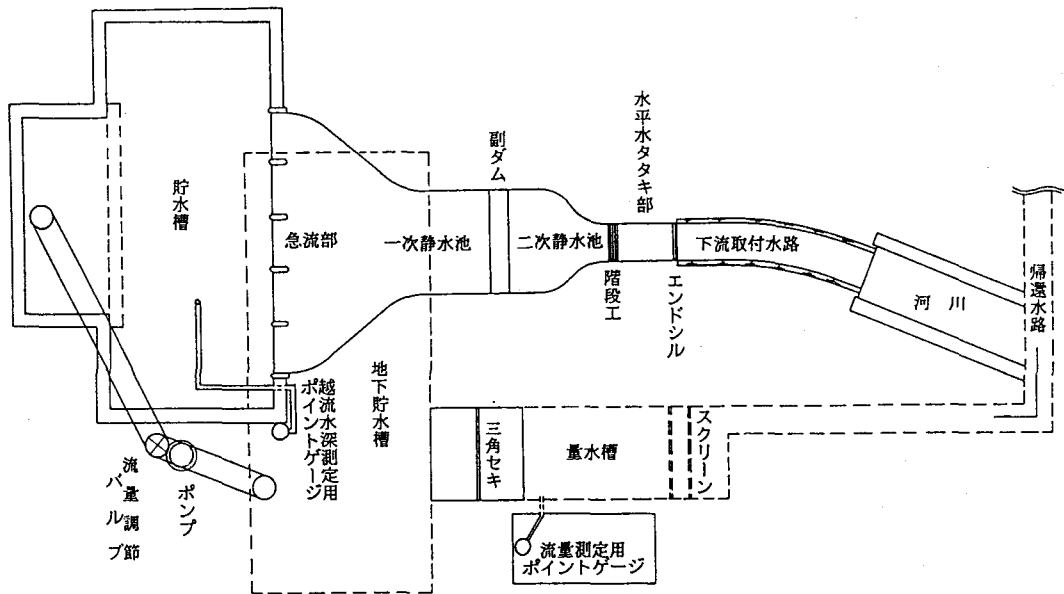 貯水槽
急流部
一次静水池
副ダム
二次静水池
水平水タタキ部
階段工
エンドシル
下流取付水路
河川
帰還水路
地下貯水槽
越流水深測定用
ポイントゲージ
流量調節
バルブ
ポンプ
三角セキ
量水槽
スクリーン
流量測定用
ポイントゲージ